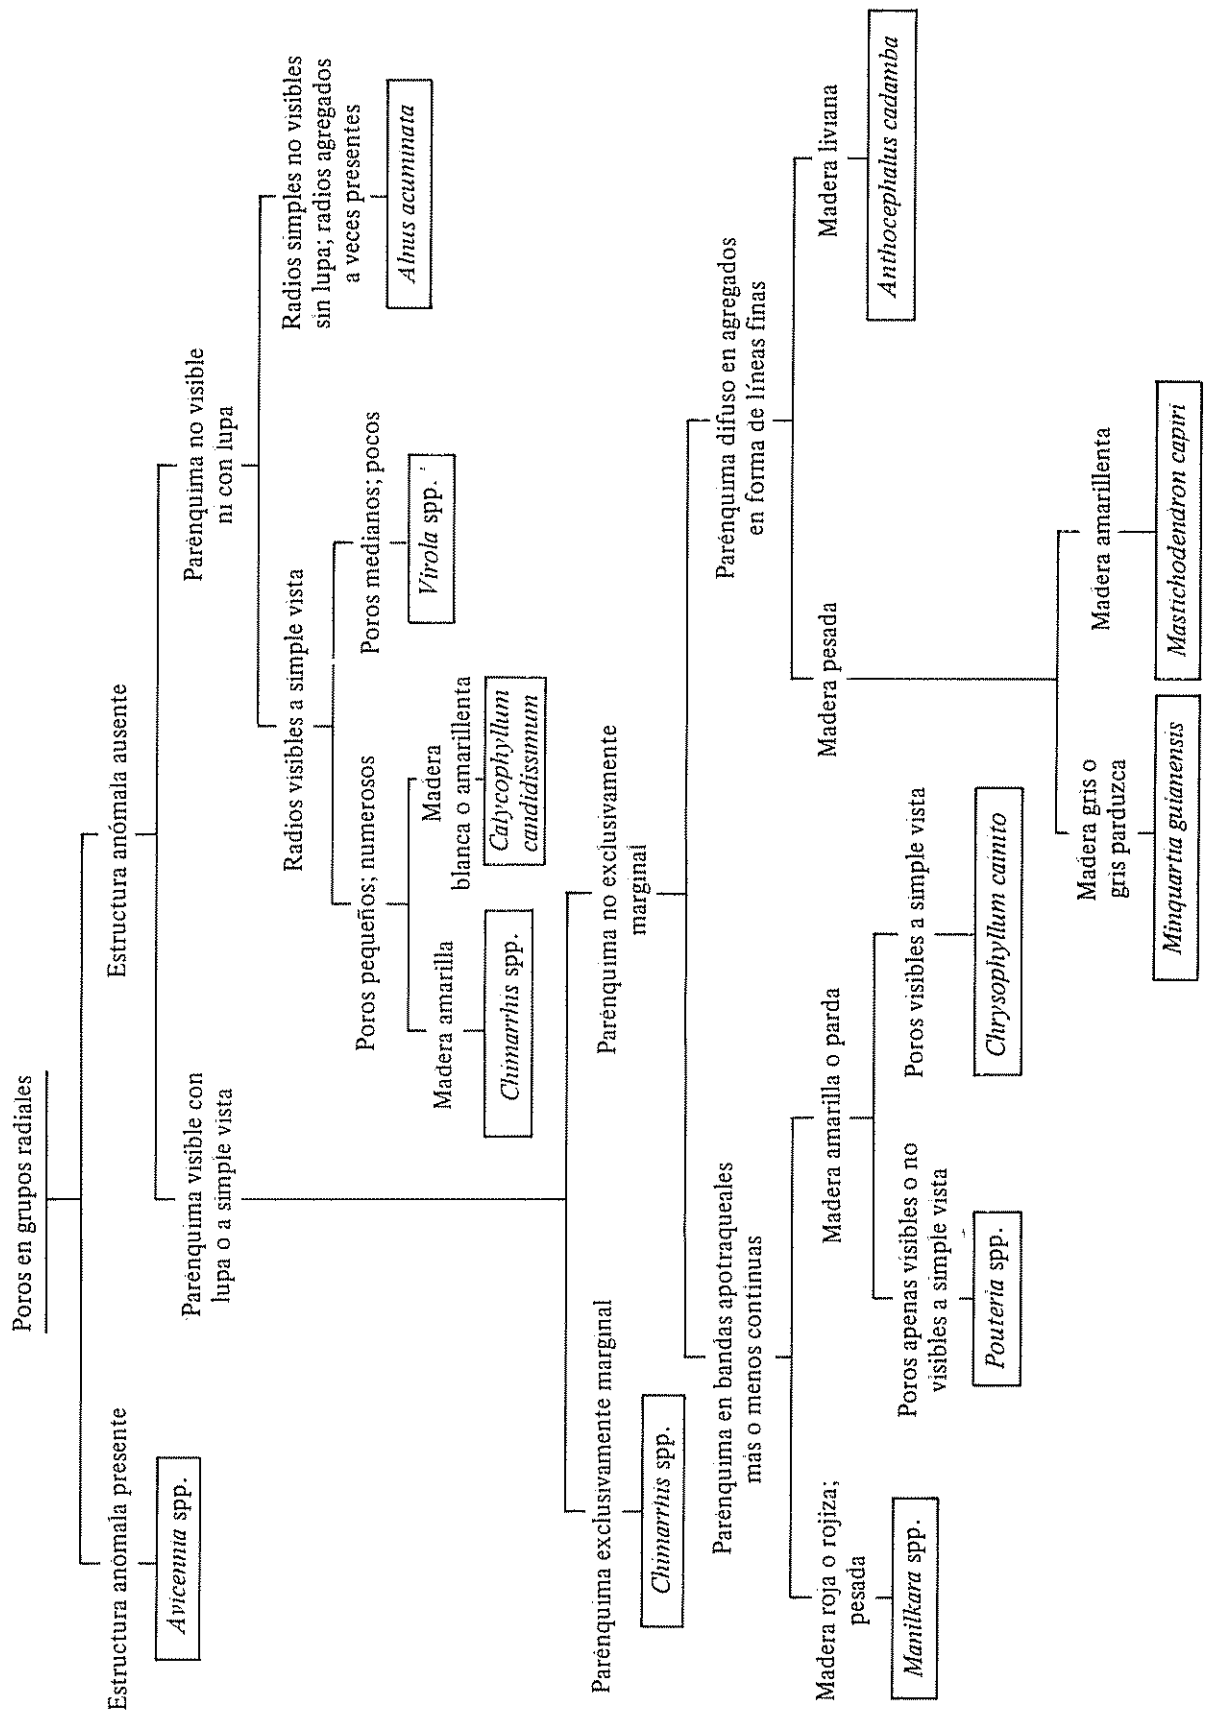 Poros en grupos radiales
Estructura anómala presente
Avicennia spp.
Estructura anómala ausente
Parénquima visible con
lupa o a simple vista
Parénquima no visible
ni con lupa
Radios visibles a simple vista
Radios simples no visibles
sin lupa; radios agregados
a veces presentes
Alnus acuminata
Poros pequeños; numerosos
Poros medianos; pocos
Virola spp.
Madera amarilla
Chimarrhis spp.
Madera
blanca o amarillenta
Calycophyllum
candidissimum
Parénquima exclusivamente marginal
Chimarrhis spp.
Parénquima no exclusivamente
marginal
Parénquima en bandas apotraqueales
más o menos continuas
Parénquima difuso en agregados
en forma de líneas finas
Madera roja o rojiza;
pesada
Manilkara spp.
Madera amarilla o parda
Poros apenas visibles o no
visibles a simple vista
Pouteria spp.
Poros visibles a simple vista
Chrysophyllum cainito
Madera pesada
Madera liviana
Anthocephalus cadamba
Madera gris o
gris parduzca
Minquartia guianensis
Madera amarillenta
Mastichodendron capiri